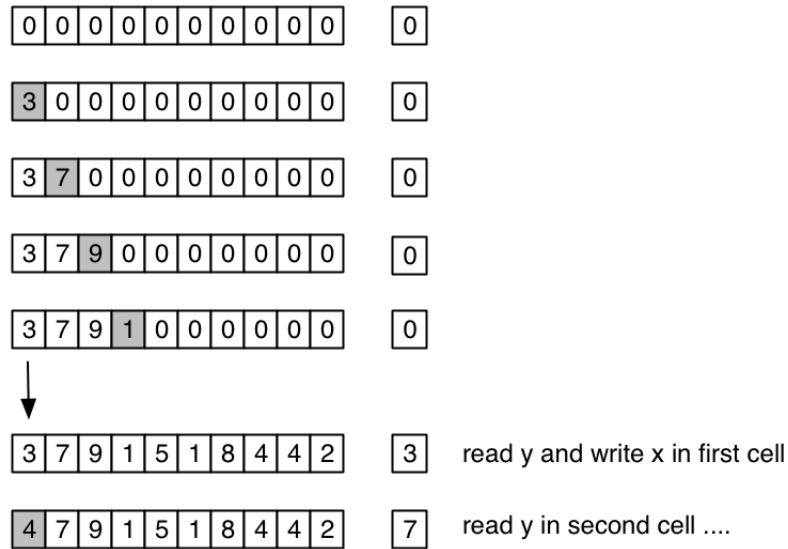 0 0 0 0 0 0 0 0 0 0 0
3 0 0 0 0 0 0 0 0 0 0
3 7 0 0 0 0 0 0 0 0 0
3 7 9 0 0 0 0 0 0 0 0
3 7 9 1 0 0 0 0 0 0 0
3 7 9 1 5 1 8 4 4 2 3 read y and write x in first cell
4 7 9 1 5 1 8 4 4 2 7 read y in second cell ....